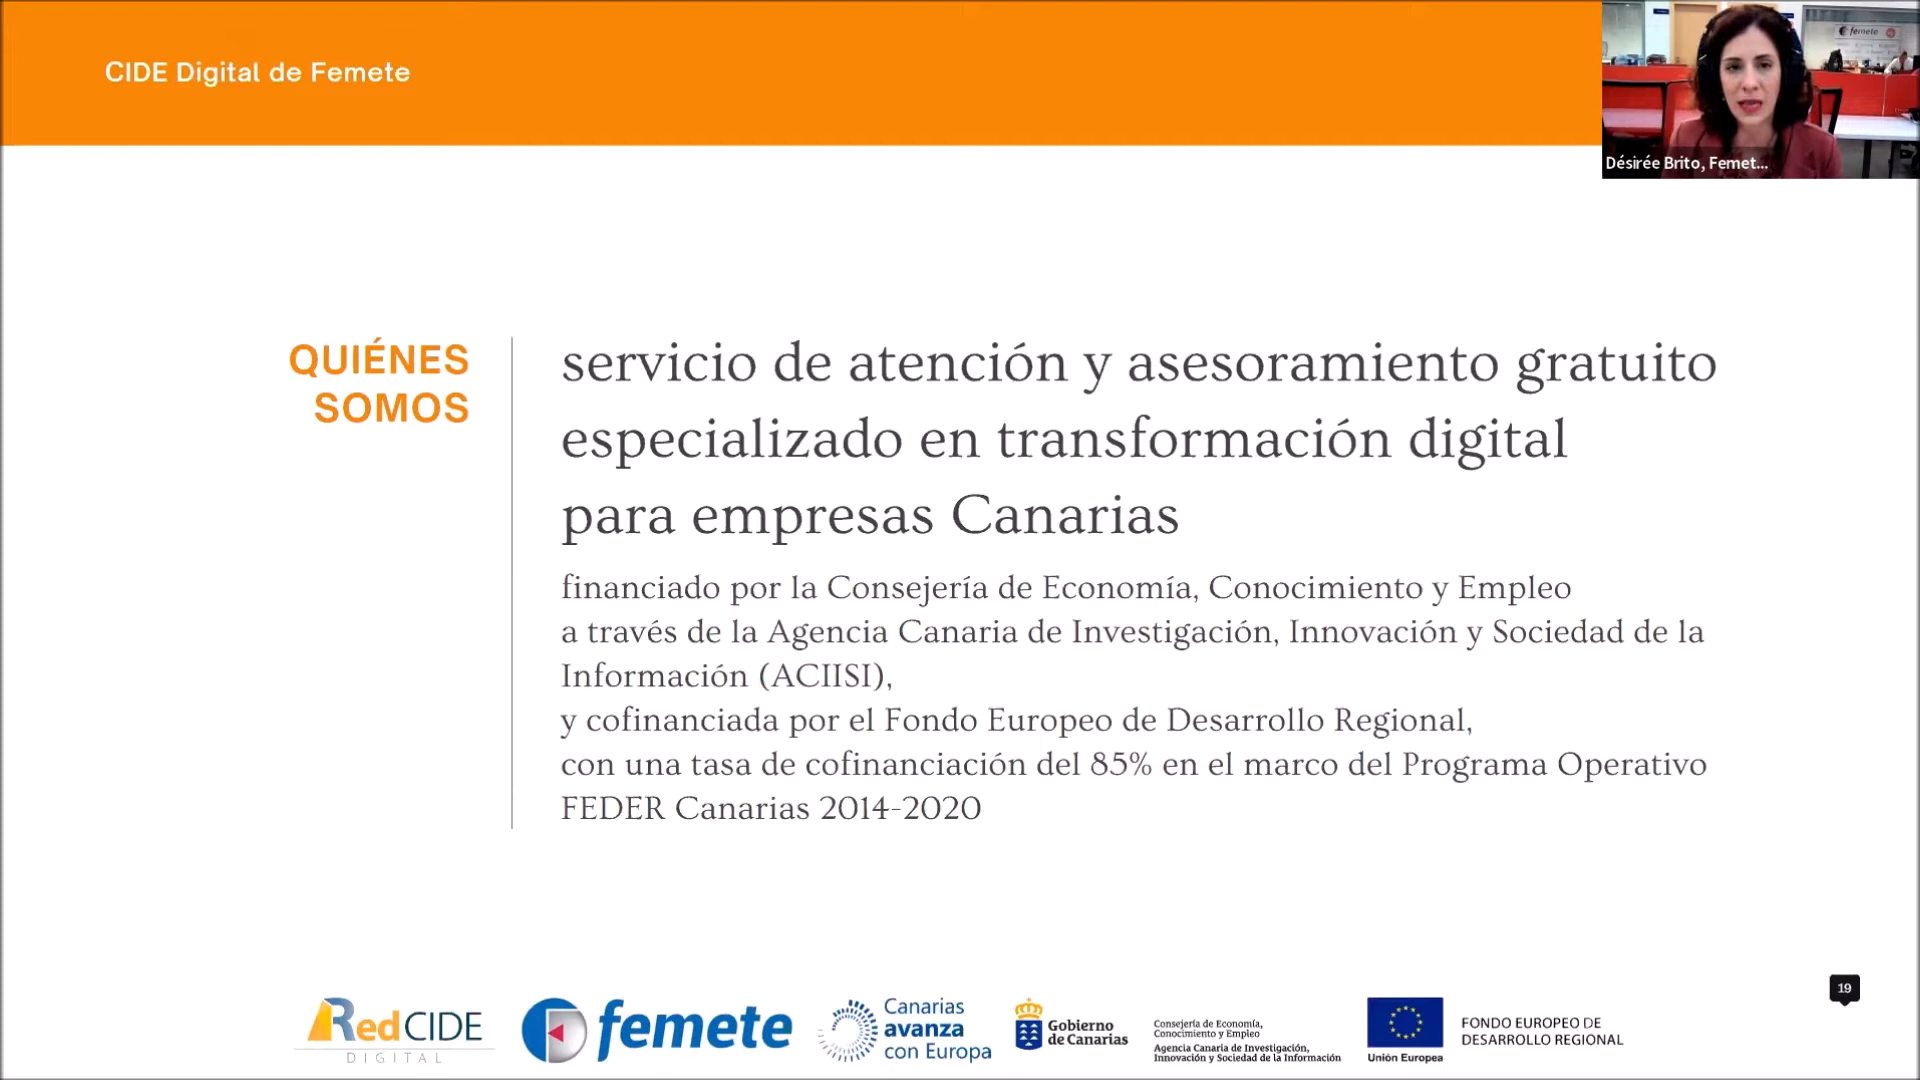 CIDE Digital de Femete
femete
Désirée Brito, Femet...
QUIÉNES
SOMOS
servicio de atención y asesoramiento gratuito
especializado en transformación digital
para empresas Canarias
financiado por la Consejería de Economía, Conocimiento y Empleo
a través de la Agencia Canaria de Investigación, Innovación y Sociedad de la
Información (ACIISI),
y cofinanciada por el Fondo Europeo de Desarrollo Regional,
con una tasa de cofinanciación del 85% en el marco del Programa Operativo
FEDER Canarias 2014-2020
19
RedCIDE
DIGITAL
femete
Canarias
avanza
con Europa
Gobierno
de Canarias
Consejería de Economía,
Conocimiento y Empleo
Agencia Canaria de Investigación,
Innovación y Sociedad de la Información
Unión Europea
FONDO EUROPEO DE
DESARROLLO REGIONAL